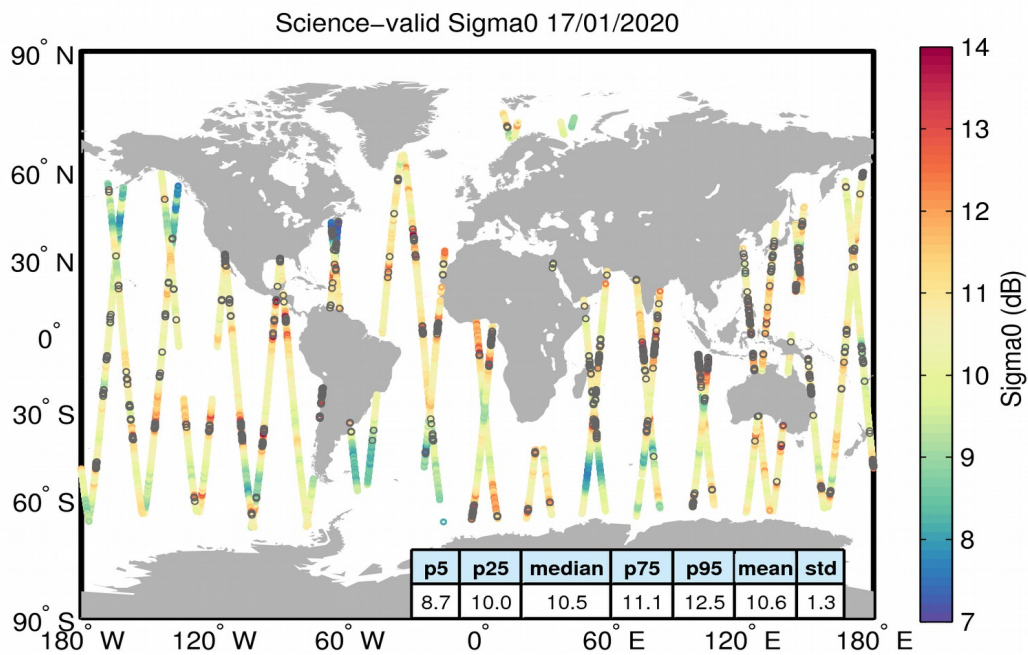 Science−valid Sigma0 17/01/2020
90° N
60° N
30° N
0°
30° S
60° S
90° S
180° W
120° W
60° W
0°
60° E
120° E
180° E
p5 p25 median p75 p95 mean std
8.7 10.0 10.5 11.1 12.5 10.6 1.3
14
13
12
11
10
9
8
7
Sigma0 (dB)